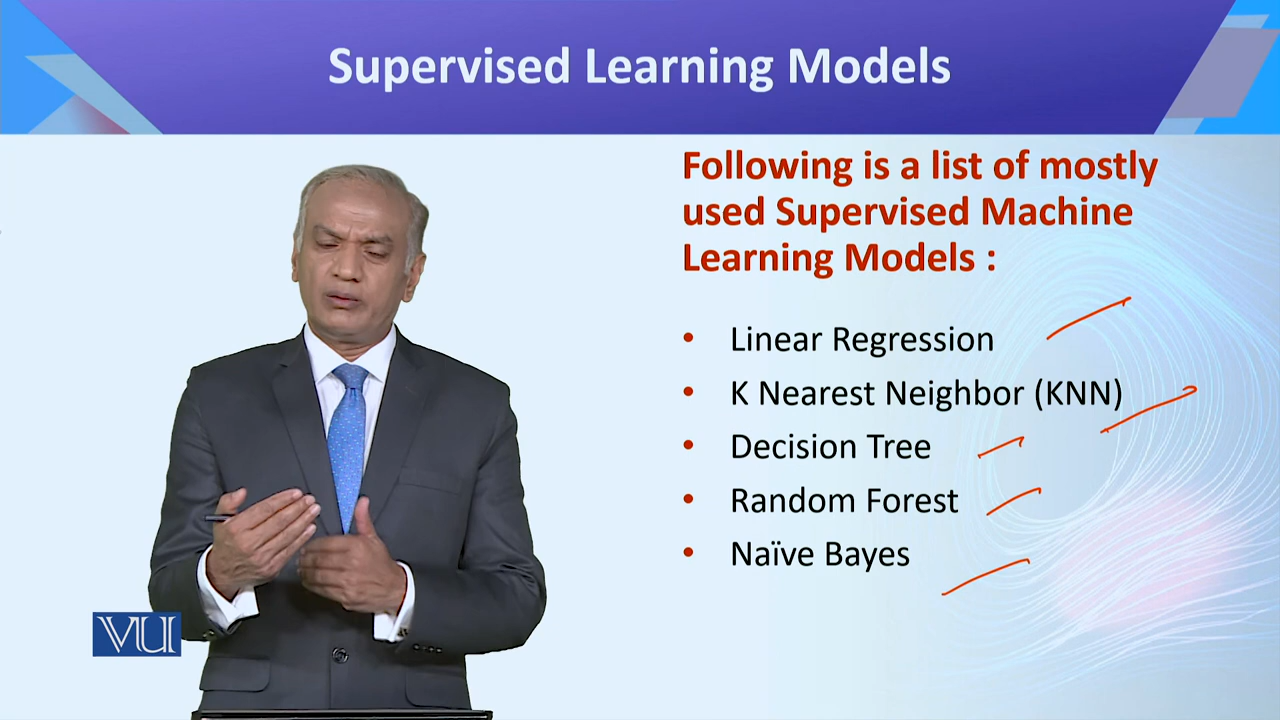 Supervised Learning Models
Following is a list of mostly
used Supervised Machine
Learning Models :
• Linear Regression
• K Nearest Neighbor (KNN)
• Decision Tree
• Random Forest
• Naïve Bayes
VU